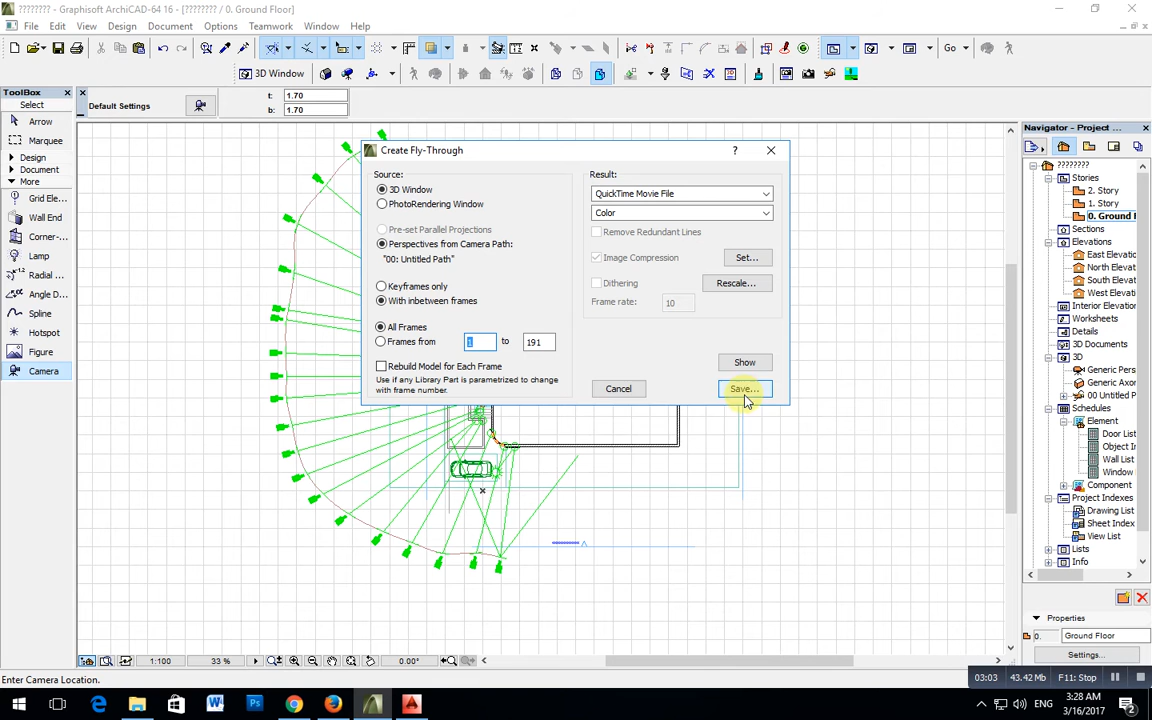 ???????? - Graphisoft ArchiCAD-64 16 - [???????? / 0. Ground Floor]
File Edit View Design Document Options Teamwork Window Help
Go
3D Window
ToolBox
Select
Arrow
Marquee
Design
Document
More
Grid Ele...
Wall End
Corner-...
Lamp
Radial ...
Angle D...
Spline
Hotspot
Figure
Camera
Default Settings
t: 1.70
b: 1.70
Create Fly-Through
?
Source:
3D Window
PhotoRendering Window
Pre-set Parallel Projections
Perspectives from Camera Path:
"00: Untitled Path"
Keyframes only
With inbetween frames
All Frames
Frames from 1 to 191
Rebuild Model for Each Frame
Use if any Library Part is parametrized to change
with frame number.
Result:
QuickTime Movie File
Color
Remove Redundant Lines
Image Compression
Set...
Dithering
Rescale...
Frame rate: 10
Show
Cancel
Save...
Navigator - Project ...
????????
Stories
2. Story
1. Story
0. Ground F
Sections
Elevations
East Elevat
North Elevat
South Elevat
West Elevat
Interior Elevation
Worksheets
Details
3D Documents
3D
Generic Pers
Generic Axo
00 Untitled P
Schedules
Element
Door List
Object In
Wall List
Window
Component
Project Indexes
Drawing List
Sheet Index
View List
Lists
Info
Properties
0. Ground Floor
Settings...
1:100
33 %
0.00°
Enter Camera Location.
03:03 43.42 Mb F11: Stop
ENG
3:28 AM
3/16/2017
2